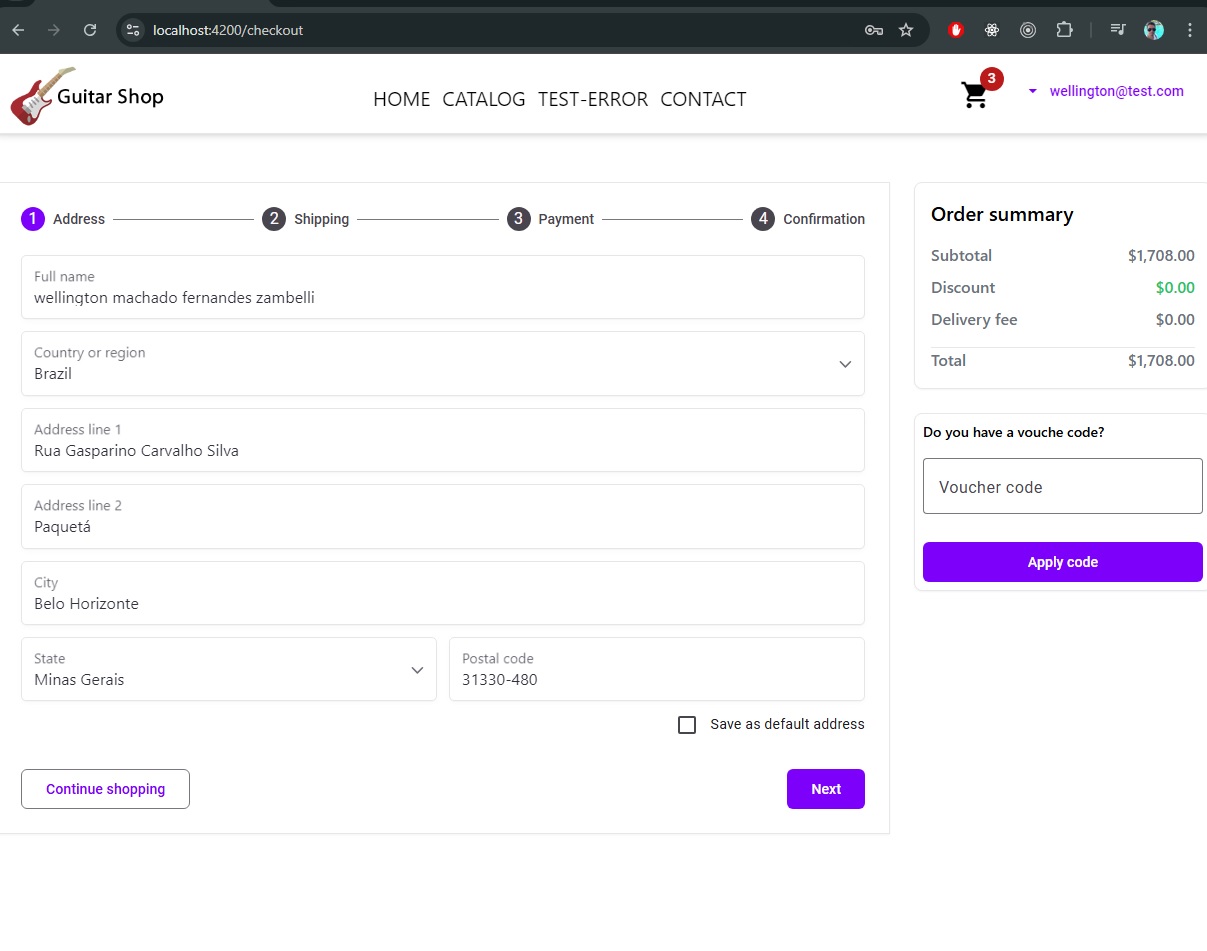 localhost:4200/checkout
Guitar Shop
HOME CATALOG TEST-ERROR CONTACT
3
wellington@test.com
1 Address 2 Shipping 3 Payment 4 Confirmation
Full name
wellington machado fernandes zambelli
Country or region
Brazil
Address line 1
Rua Gasparino Carvalho Silva
Address line 2
Paquetá
City
Belo Horizonte
State
Minas Gerais
Postal code
31330-480
Save as default address
Continue shopping
Next
Order summary
Subtotal $1,708.00
Discount $0.00
Delivery fee $0.00
Total $1,708.00
Do you have a vouche code?
Voucher code
Apply code